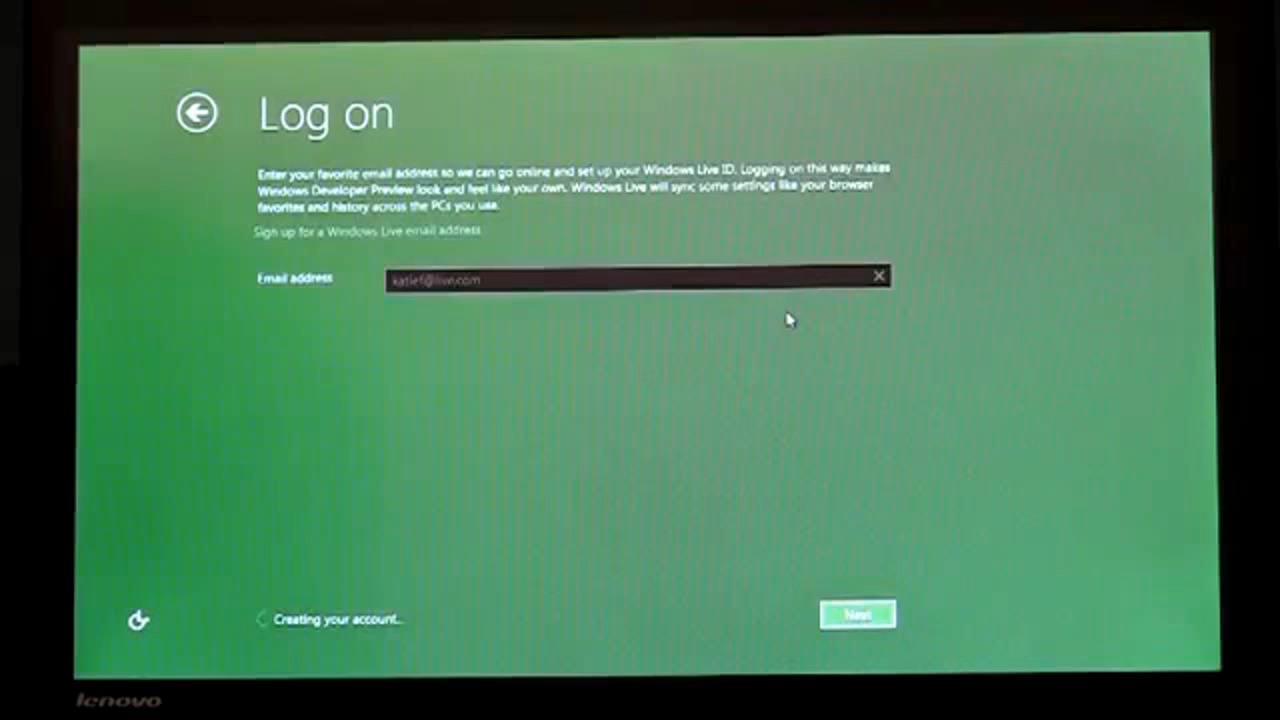 Log on
Enter your favorite email address so we can go online and set up your Windows Live ID. Logging on this way makes
Windows Developer Preview look and feel like your own. Windows Live will sync some settings like your browser
favorites and history across the PCs you use.
Sign up for a Windows Live email address
Email address
katief@live.com
Creating your account..
Next
lenovo